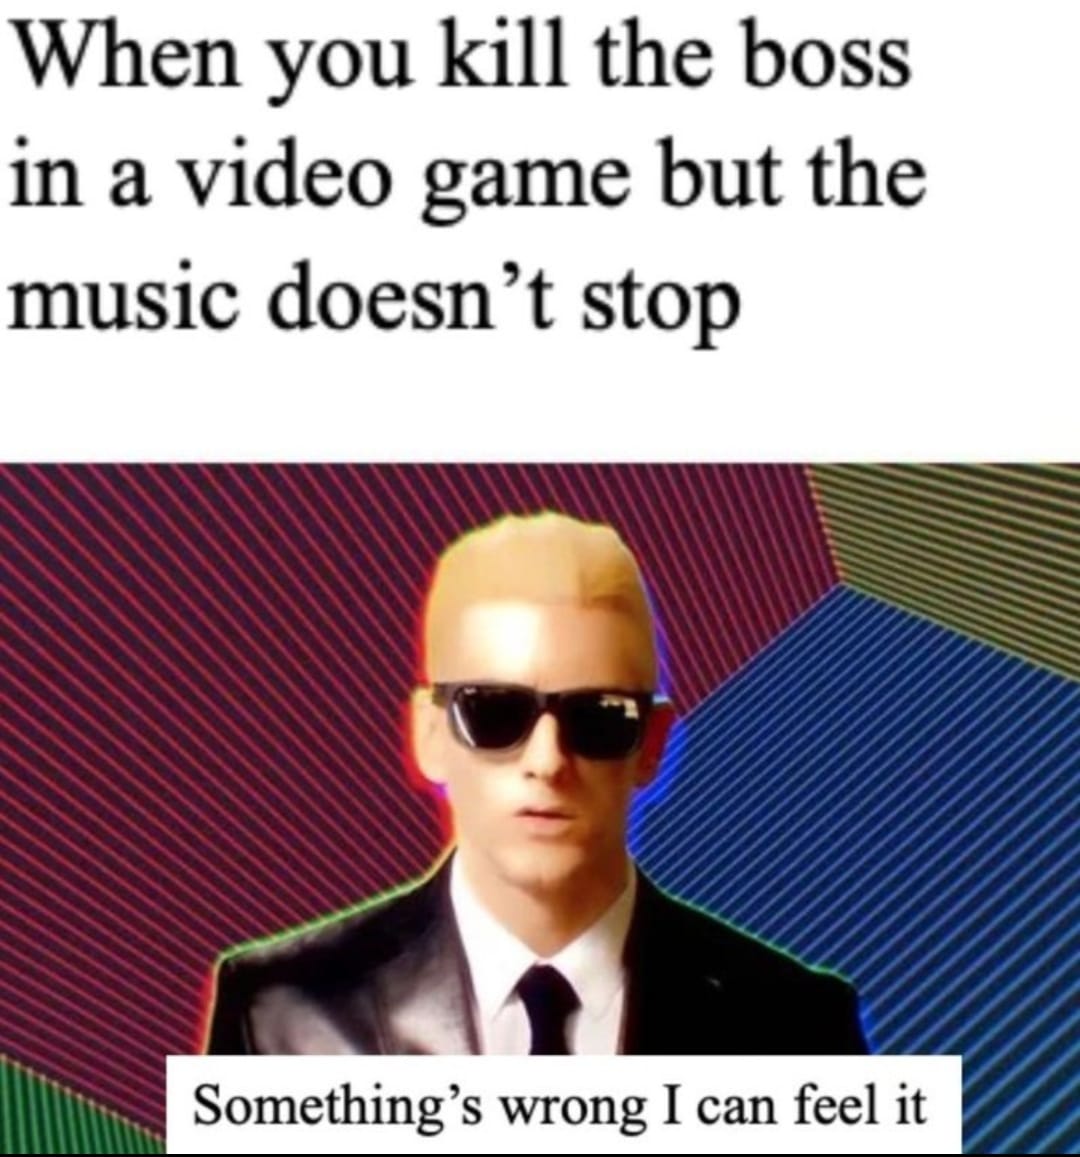 When you kill the boss
in a video game but the
music doesn’t stop
Something’s wrong I can feel it